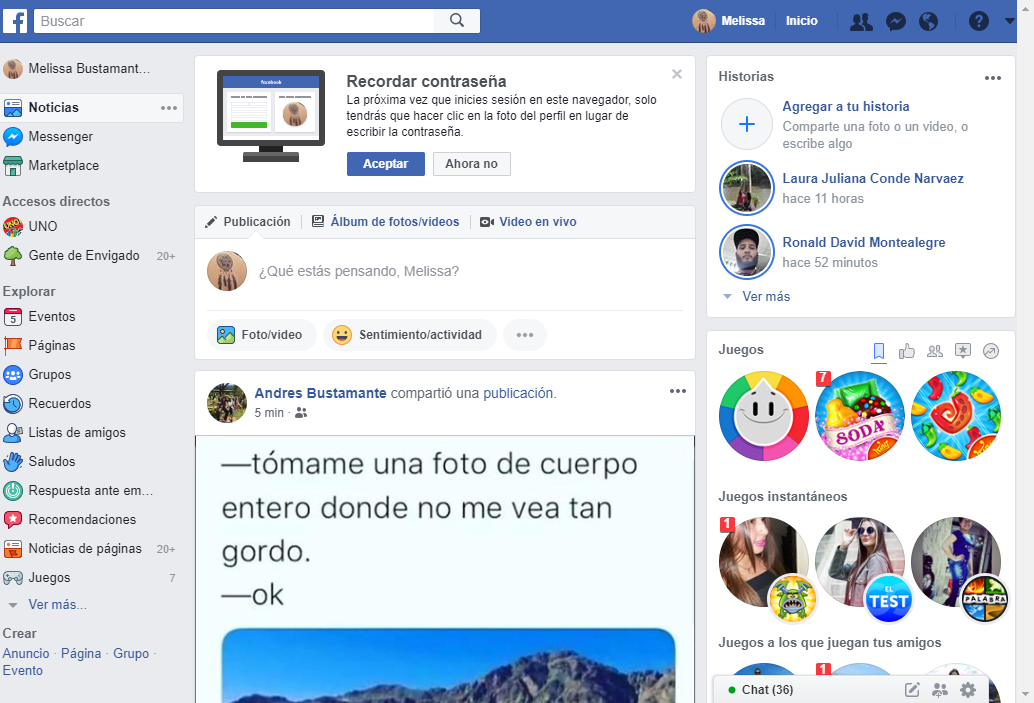 Buscar
Melissa
Inicio
Melissa Bustamant...
Noticias
Messenger
Marketplace
Accesos directos
UNO
Gente de Envigado 20+
Explorar
5
Eventos
Páginas
Grupos
Recuerdos
Listas de amigos
Saludos
Respuesta ante em...
Recomendaciones
Noticias de páginas 20+
Juegos 7
Ver más...
Crear
Anuncio · Página · Grupo ·
Evento
facebook
Recordar contraseña
La próxima vez que inicies sesión en este navegador, solo
tendrás que hacer clic en la foto del perfil en lugar de
escribir la contraseña.
Aceptar
Ahora no
Publicación
Álbum de fotos/videos
Video en vivo
¿Qué estás pensando, Melissa?
Foto/video
Sentimiento/actividad
Andres Bustamante compartió una publicación.
5 min ·
—tómame una foto de cuerpo
entero donde no me vea tan
gordo.
—ok
Historias
Agregar a tu historia
Comparte una foto o un video, o
escribe algo
Laura Juliana Conde Narvaez
hace 11 horas
Ronald David Montealegre
hace 52 minutos
Ver más
Juegos
7
SODA
Juegos instantáneos
1
EL
TEST
PALABRA
Juegos a los que juegan tus amigos
1
Chat (36)